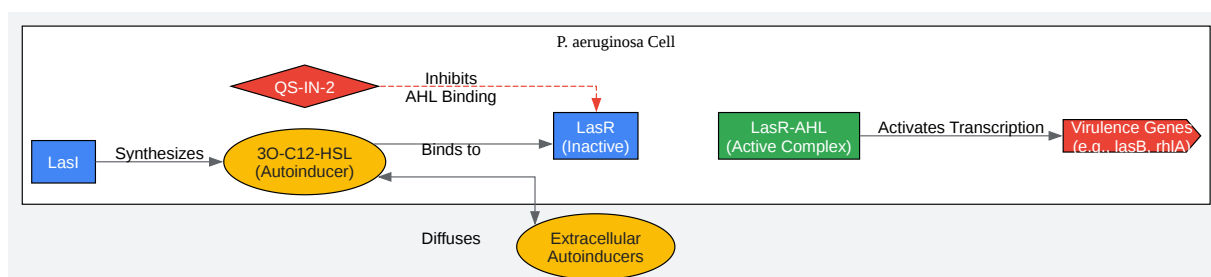 P. aeruginosa Cell
QS-IN-2
Inhibits
AHL Binding
LasI
Synthesizes
3O-C12-HSL
(Autoinducer)
Binds to
LasR
(Inactive)
LasR-AHL
(Active Complex)
Activates Transcription
Virulence Genes
(e.g., lasB, rhlA)
Diffuses
Extracellular
Autoinducers